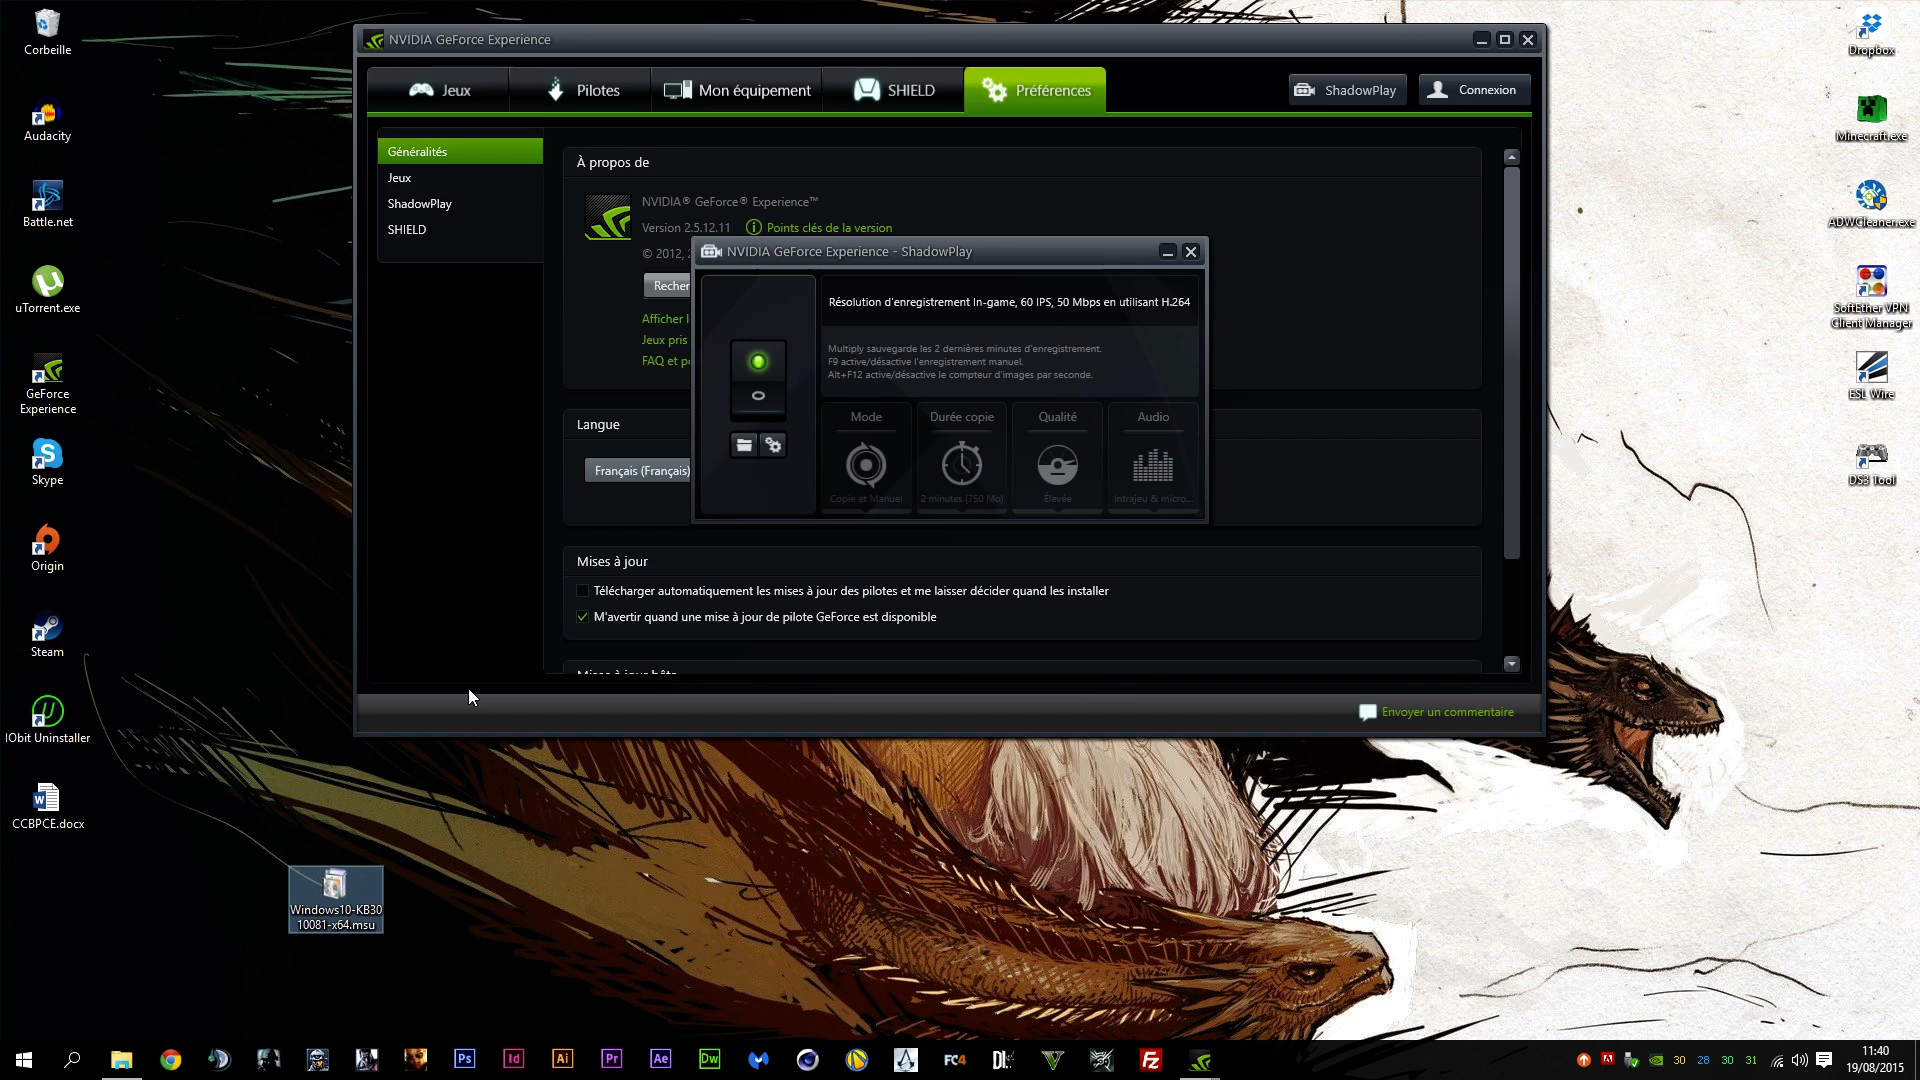 Corbeille
Audacity
Battle.net
uTorrent.exe
GeForce
Experience
Skype
Origin
Steam
IObit Uninstaller
CCBPCE.docx
Windows10-KB30
10081-x64.msu
NVIDIA GeForce Experience
Jeux
Pilotes
Mon équipement
SHIELD
Préférences
ShadowPlay
Connexion
Généralités
Jeux
ShadowPlay
SHIELD
À propos de
NVIDIA® GeForce® Experience™
Version 2.5.12.11
Points clés de la version
© 2012,
Afficher
Jeux pris
FAQ et
Langue
Français (Français)
Mises à jour
Télécharger automatiquement les mises à jour des pilotes et me laisser décider quand les installer
M'avertir quand une mise à jour de pilote GeForce est disponible
Envoyer un commentaire
NVIDIA GeForce Experience - ShadowPlay
Résolution d'enregistrement In-game, 60 IPS, 50 Mbps en utilisant H.264
Multiply sauvegarde les 2 dernières minutes d'enregistrement.
F9 active/désactive l'enregistrement manuel.
Alt+F12 active/désactive le compteur d'images par seconde.
Mode
Durée copie
Qualité
Audio
Copie et Manuel
2 minutes (750 Mo)
Élevée
Intrajeu & micro...
Dropbox
Minecraft.exe
ADWCleaner.exe
SoftEther VPN
Client Manager
ESL Wire
DS3 Tool
Ps
Id
Ai
Pr
Ae
Dw
FC4
Fz
30
28
30
31
11:40
19/08/2015